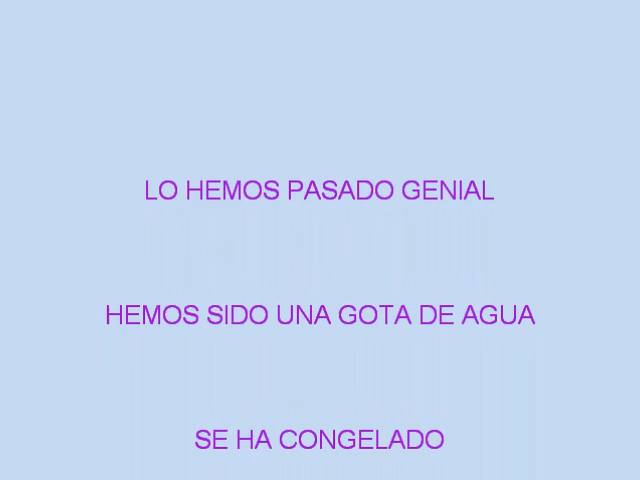 LO HEMOS PASADO GENIAL
HEMOS SIDO UNA GOTA DE AGUA
SE HA CONGELADO